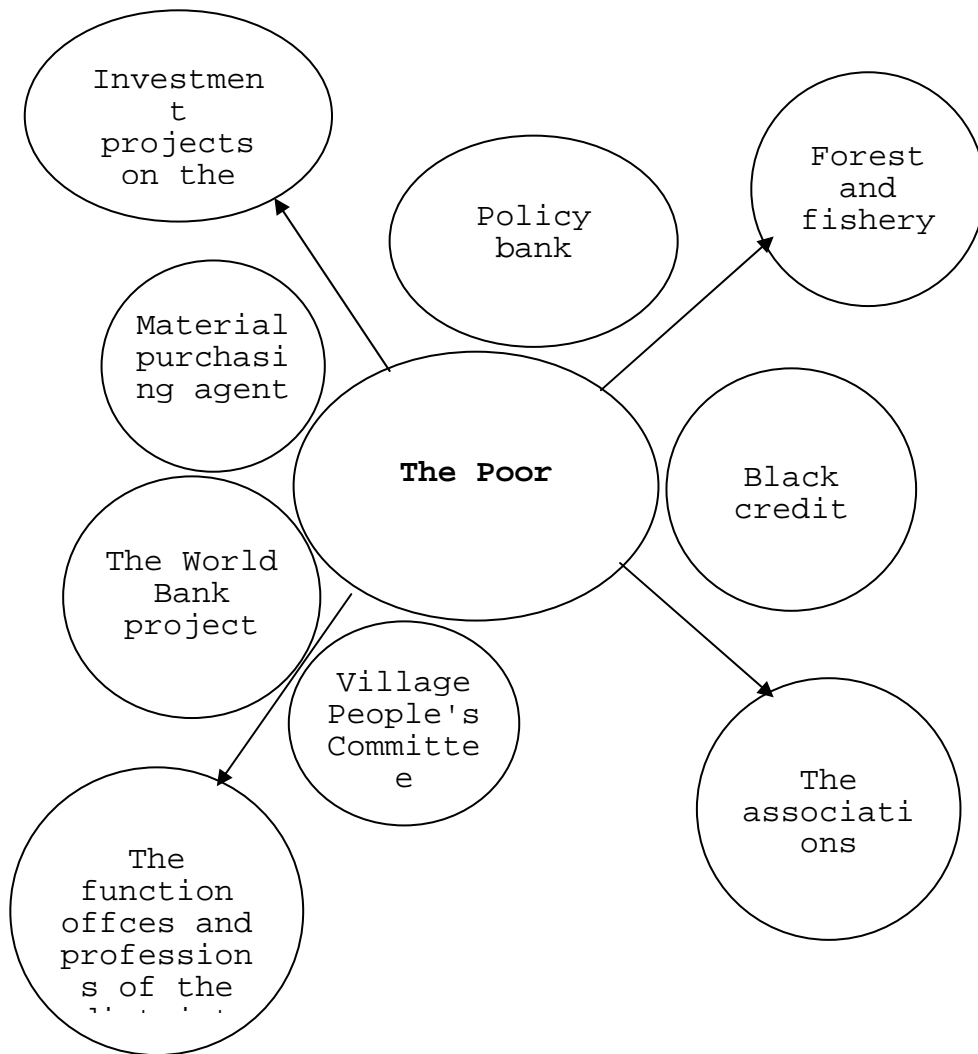 Investmen
t
projects
on the
Policy
bank
Forest
and
fishery
Material
purchasi
ng agent
The Poor
Black
credit
The World
Bank
project
Village
People's
Committe
e
The
associati
ons
The
function
offces and
profession
s of the